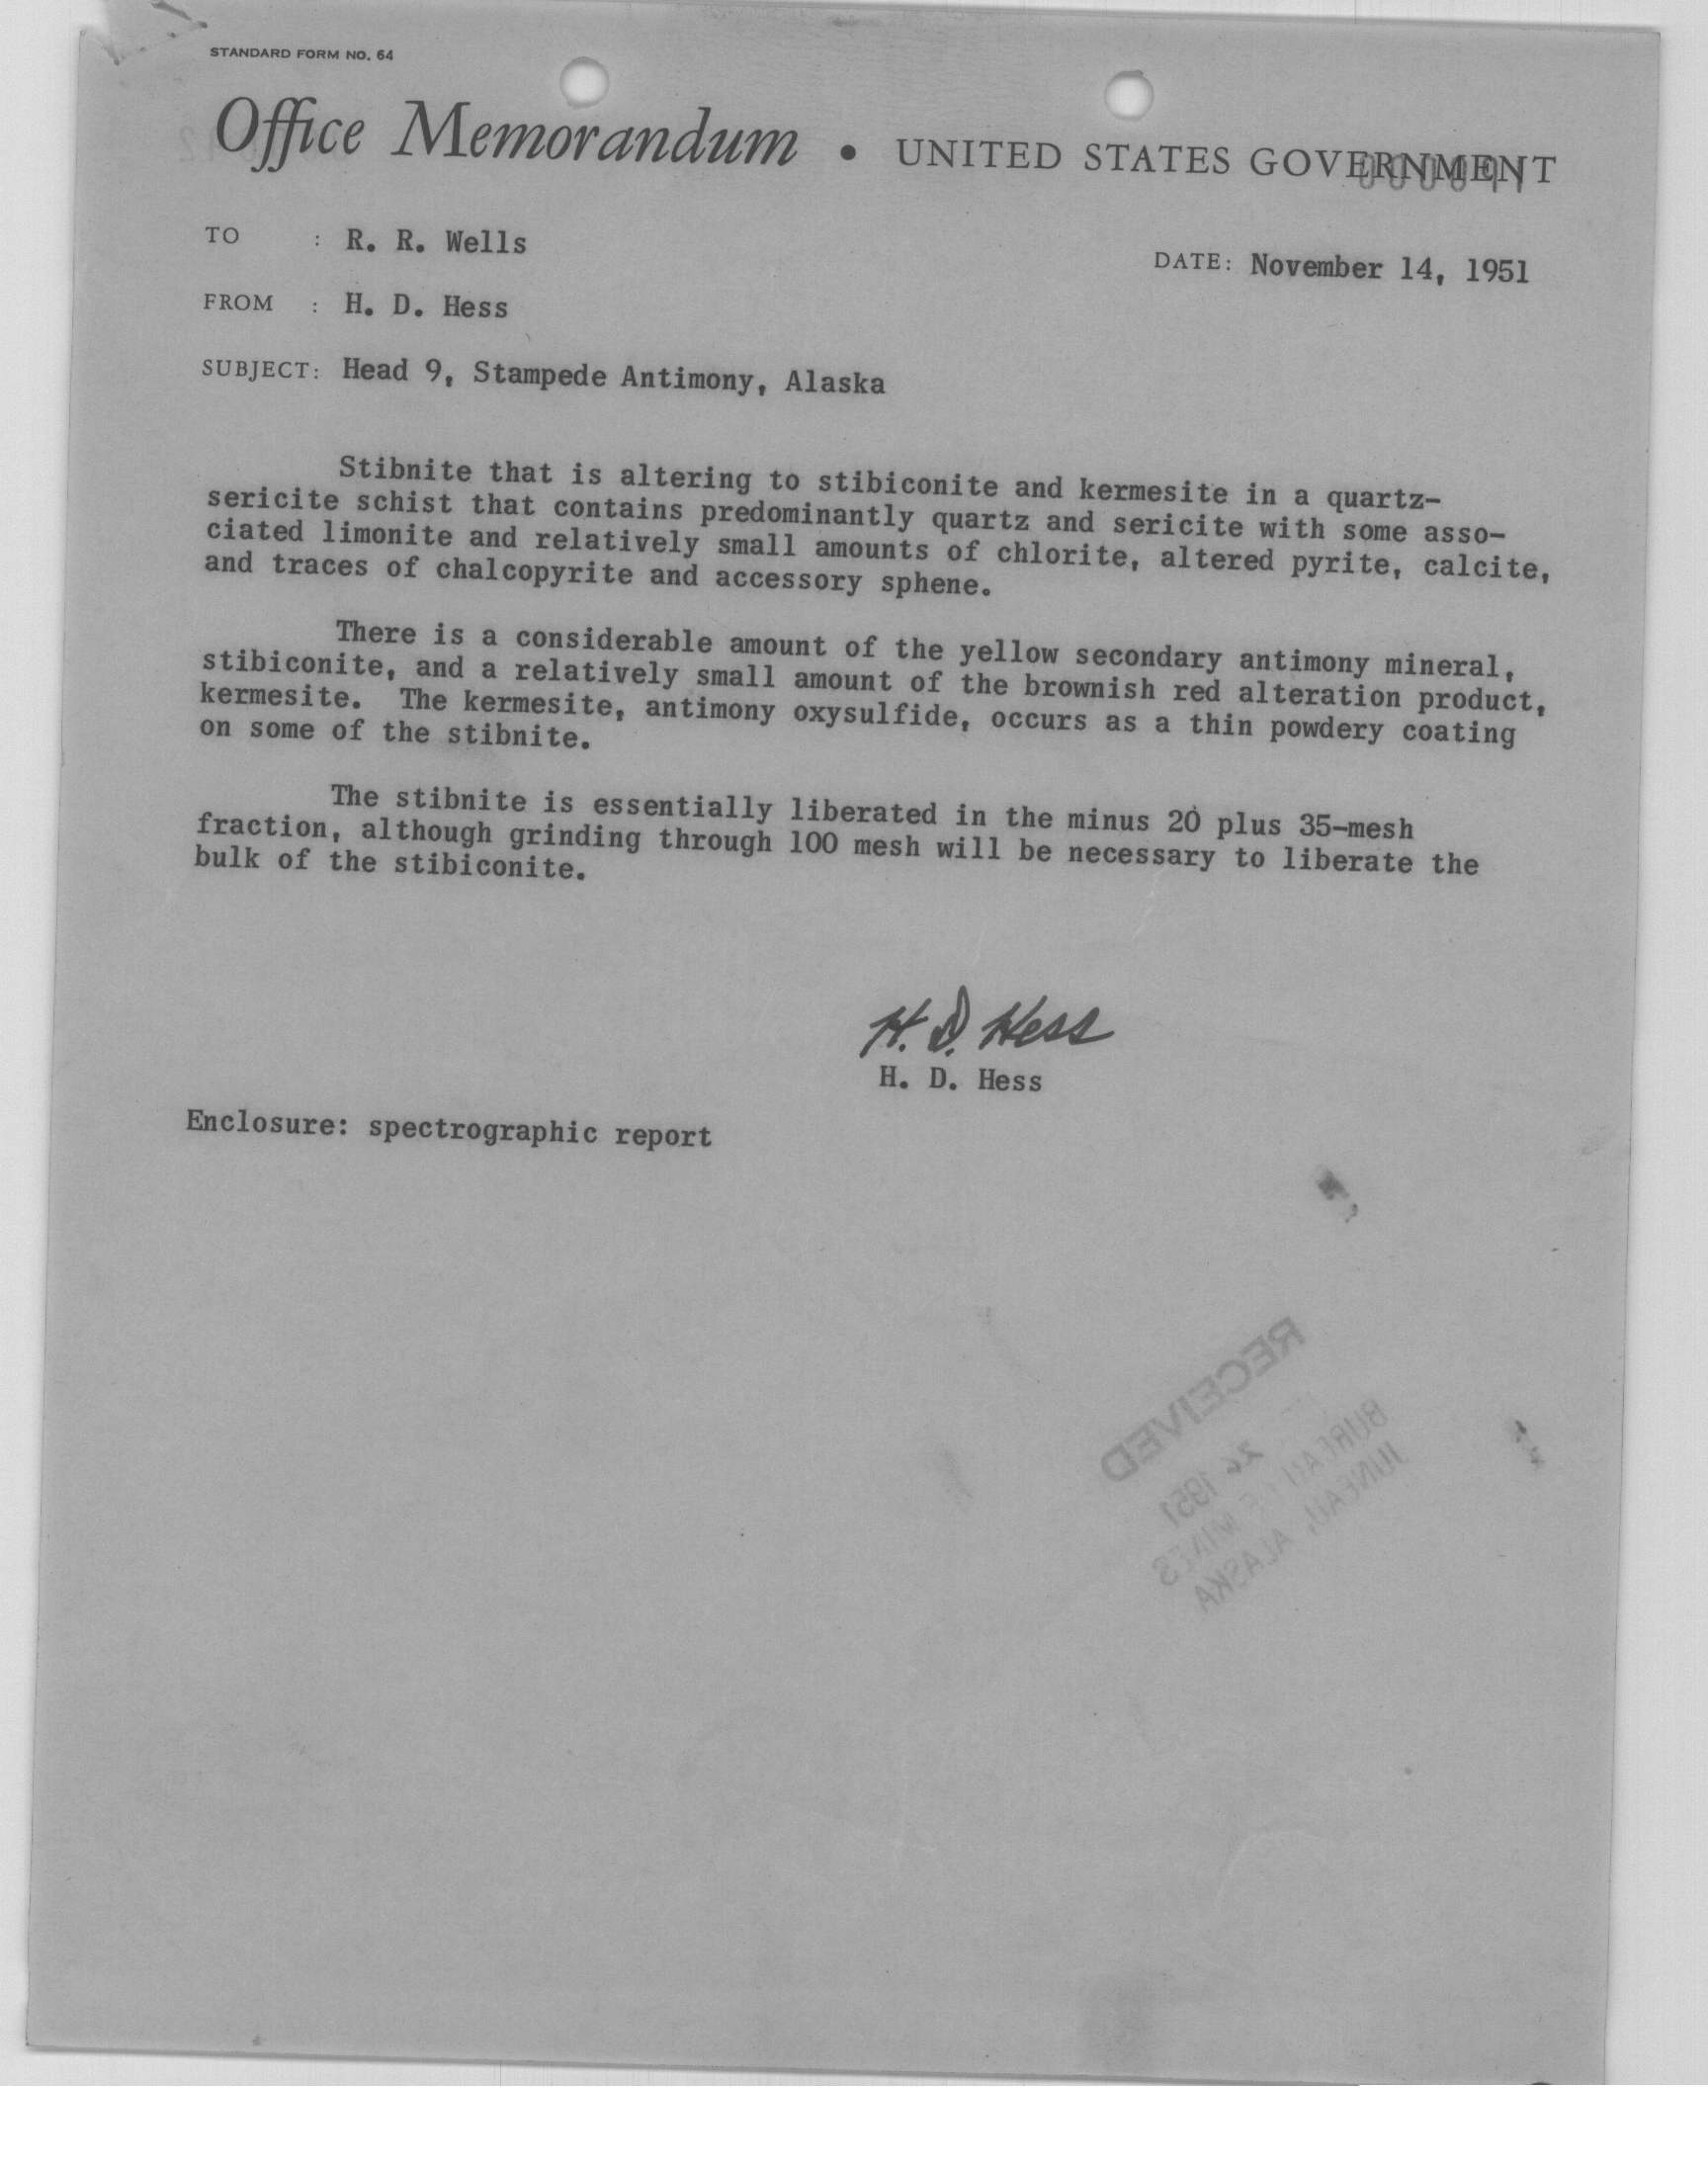 STANDARD FORM NO. 64
Office Memorandum • UNITED STATES GOVERNMENT
TO : R. R. Wells
DATE: November 14, 1951
FROM : H. D. Hess
SUBJECT: Head 9, Stampede Antimony, Alaska
Stibnite that is altering to stibiconite and kermesite in a quartz-
sericite schist that contains predominantly quartz and sericite with some asso-
ciated limonite and relatively small amounts of chlorite, altered pyrite, calcite,
and traces of chalcopyrite and accessory sphene.
There is a considerable amount of the yellow secondary antimony mineral,
stibiconite, and a relatively small amount of the brownish red alteration product,
kermesite. The kermesite, antimony oxysulfide, occurs as a thin powdery coating
on some of the stibnite.
The stibnite is essentially liberated in the minus 20 plus 35-mesh
fraction, although grinding through 100 mesh will be necessary to liberate the
bulk of the stibiconite.
H. D. Hess
H. D. Hess
Enclosure: spectrographic report
RECEIVED
26 1951
BUREAU OF MINES
JUNEAU, ALASKA